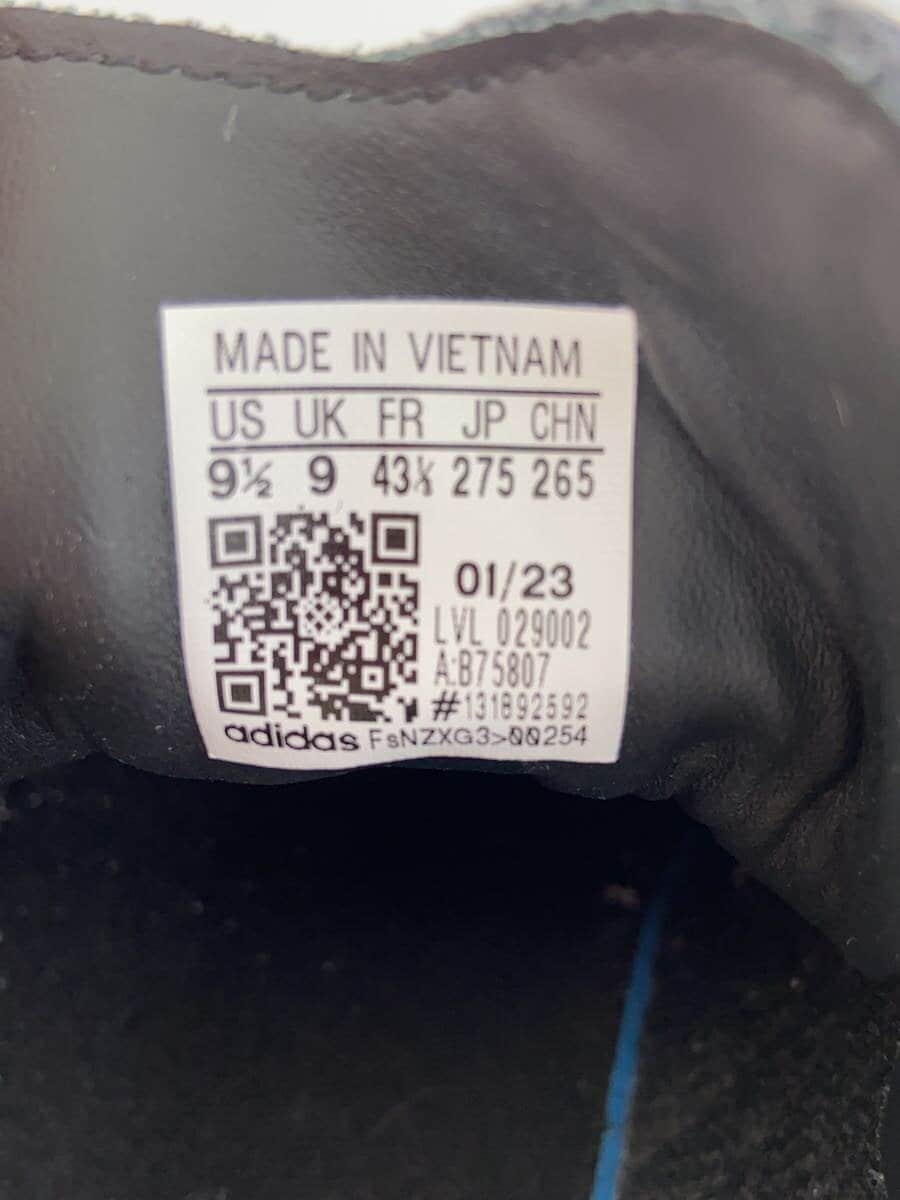 MADE IN VIETNAM
US UK FR JP CHN
9½ 9 43⅓ 275 265
01/23
LVL 029002
A:B75807
#131892592
adidas FsNZXG3>00254